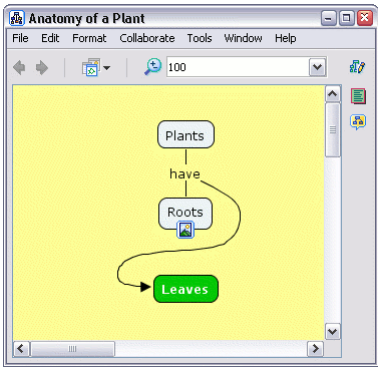 Anatomy of a Plant
File Edit Format Collaborate Tools Window Help
100
Plants
have
Roots
Leaves